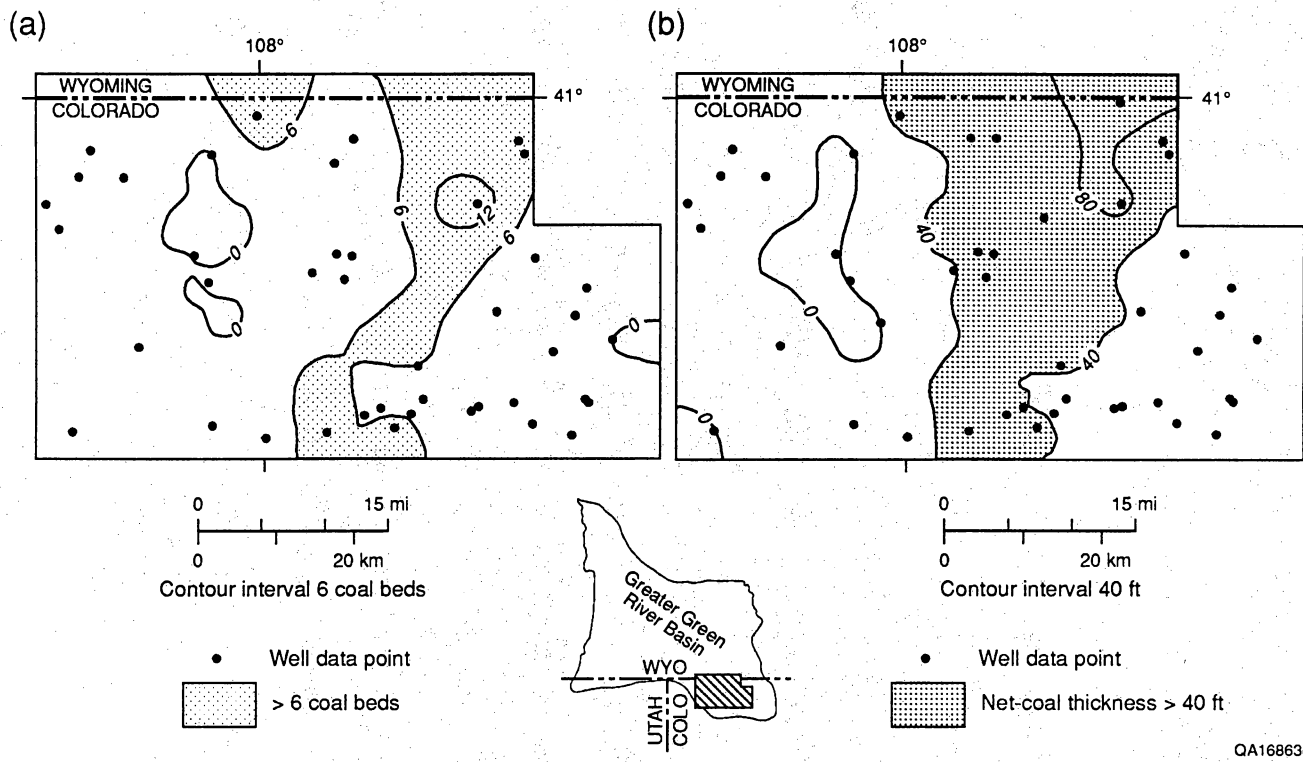 (a)
108°
WYOMING
COLORADO
41°
6
6
12
6
0
0
0
0 15 mi
0 20 km
Contour interval 6 coal beds
Well data point
> 6 coal beds
(b)
108°
WYOMING
COLORADO
41°
80
40
0
40
0
0 15 mi
0 20 km
Contour interval 40 ft
Well data point
Net-coal thickness > 40 ft
Greater Green
River Basin
WYO
UTAH
COLO
QA16863